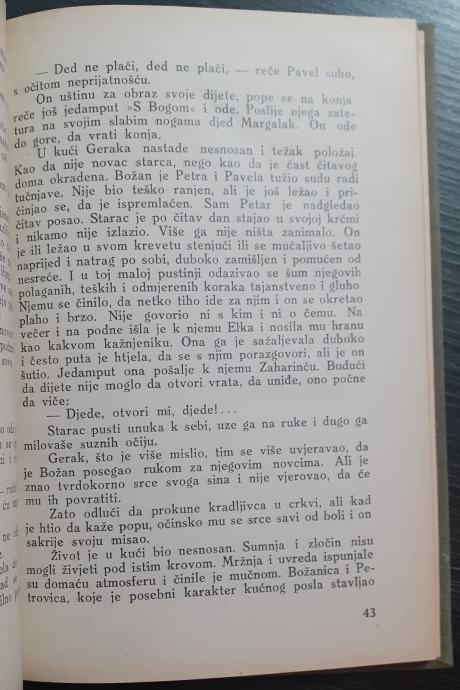 — Ded ne plači, ded ne plači, — reče Pavel suho,
s očitom neprijatnošću.
On uštinu za obraz svoje dijete, pope se na konja
reče još jedamput »S Bogom« i ode. Poslije njega zate-
tura na svojim slabim nogama djed Margalak. On ode
do gore, da vrati konja.
U kući Geraka nastade nesnosan i težak položaj.
Kao da nije novac starca, nego kao da je čast čitavog
doma okradena. Božan je Petra i Pavela tužio sudu radi
tučnjave. Nije bio teško ranjen, ali je još ležao i pri-
činjao se, da je ispremlaćen. Sam Petar je nadgledao
čitav posao. Starac je po čitav dan stajao u svojoj krčmi
i nikamo nije izlazio. Više ga nije ništa zanimalo. On
je ili ležao u svom krevetu stenjući ili se mučaljivo šetao
naprijed i natrag po sobi, duboko zamišljen i pomućen od
nesreće. I u toj maloj pustinji odazivao se šum njegovih
polaganih, teških i odmjerenih koraka tajanstveno i gluho
Njemu se činilo, da netko tiho ide za njim i on se okretao
plaho i brzo. Nije govorio ni s kim i ni o čemu. Na
večer i na podne išla je k njemu Elka i nosila mu hranu
kao kakvom kažnjeniku. Ona ga je sažaljevala duboko
i često puta je htjela, da se s njim porazgovori, ali je on
šutio. Jedamput ona pošalje k njemu Zaharinču. Budući
da dijete nije moglo da otvori vrata, da uniđe, ono počne
da viče:
— Djede, otvori mi, djede!...
Starac pusti unuka k sebi, uze ga na ruke i dugo ga
milovaše suznih očiju.
Gerak, što je više mislio, tim se više uvjeravao, da
je Božan posegao rukom za njegovim novcima. Ali je
znao tvrdokorno srce svoga sina i nije vjerovao, da će
mu ih povratiti.
Zato odluči da prokune kradljivca u crkvi, ali kad
je htio da kaže popu, očinsko mu se srce savi od boli i on
sakrije svoju misao.
Život je u kući bio nesnosan. Sumnja i zločin nisu
mogli živjeti pod istim krovom. Mržnja i uvreda ispunjale
su domaću atmosferu i činile je mučnom. Božanica i Pe-
trovica, koje je posebni karakter kućnog posla stavljao
43